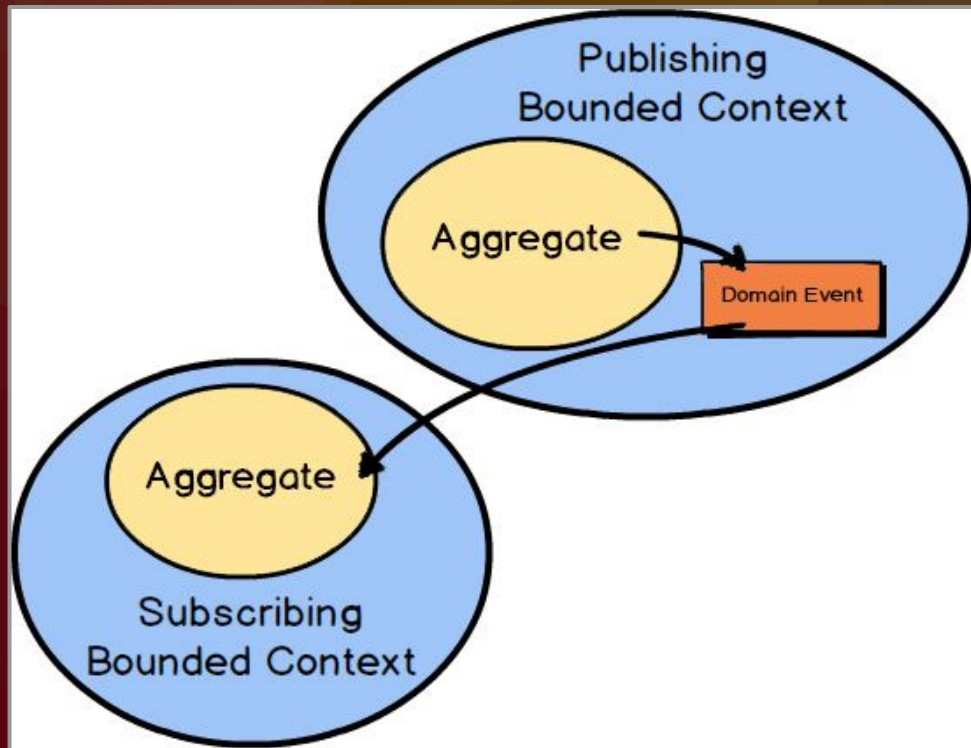 Publishing
Bounded Context
Aggregate
Domain Event
Aggregate
Subscribing
Bounded Context